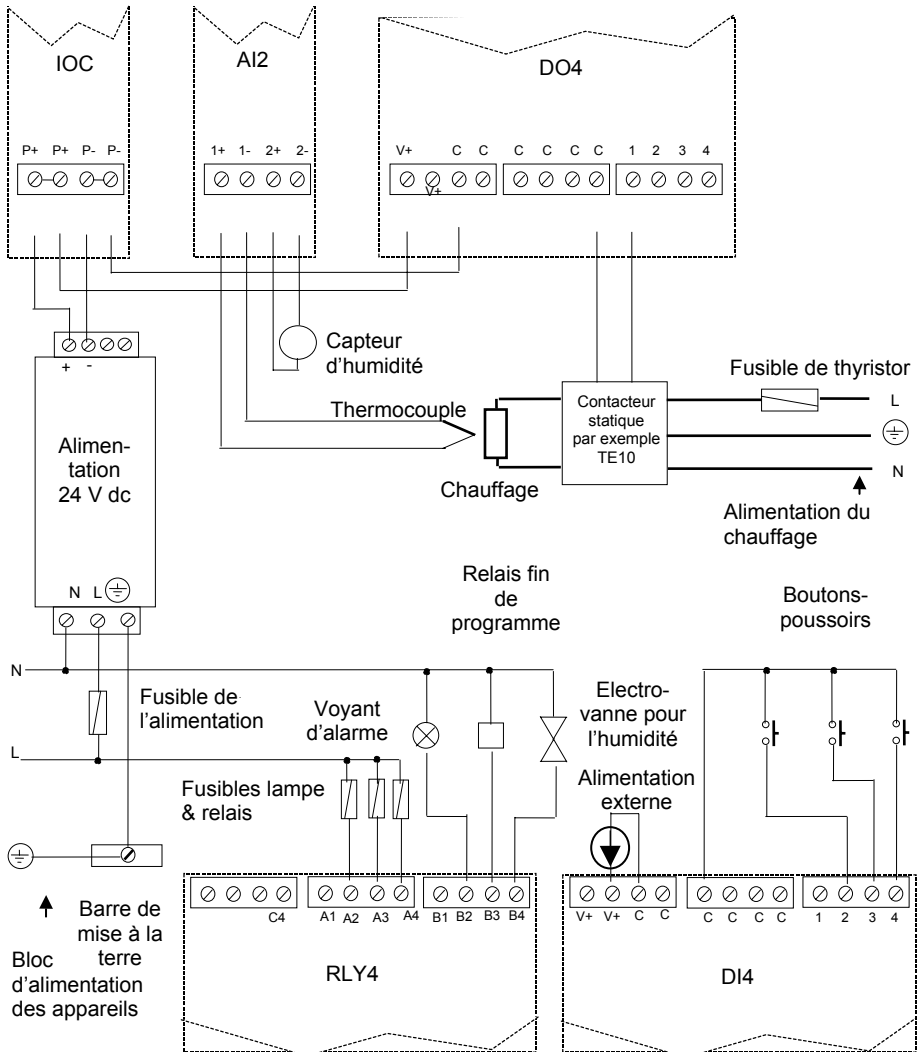 IOC
AI2
DO4
P+ P+ P- P-
1+ 1- 2+ 2-
V+ C C
C C C C
1 2 3 4
V+
Capteur
d'humidité
+ -
Fusible de thyristor
Thermocouple
Contacteur
statique
par exemple
TE10
L
N
Alimen-
tation
24 V dc
Chauffage
Alimentation du
chauffage
N L
Relais fin
de
programme
Boutons-
poussoirs
N
Fusible de
l'alimentation
Voyant
d'alarme
Electro-
vanne pour
l'humidité
L
Fusibles lampe
& relais
Alimentation
externe
C4
A1 A2 A3 A4
B1 B2 B3 B4
V+ V+ C C
C C C C
1 2 3 4
Barre de
mise à la
terre
Bloc
d'alimentation
des appareils
RLY4
DI4